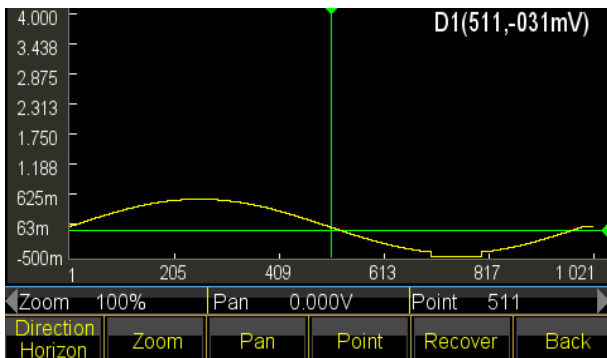 4.000 D1(511,-031mV)
3.438
2.875
2.313
1.750
1.188
625m
63m
-500m
1 205 409 613 817 1 021
Zoom 100% Pan 0.000V Point 511
Direction Horizon Zoom Pan Point Recover Back